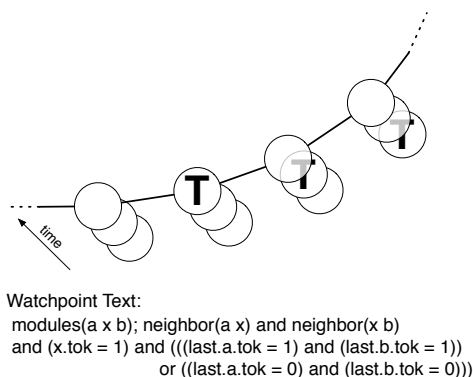 T
T
T
time
Watchpoint Text:
modules(a x b); neighbor(a x) and neighbor(x b)
and (x.tok = 1) and (((last.a.tok = 1) and (last.b.tok = 1))
or ((last.a.tok = 0) and (last.b.tok = 0)))